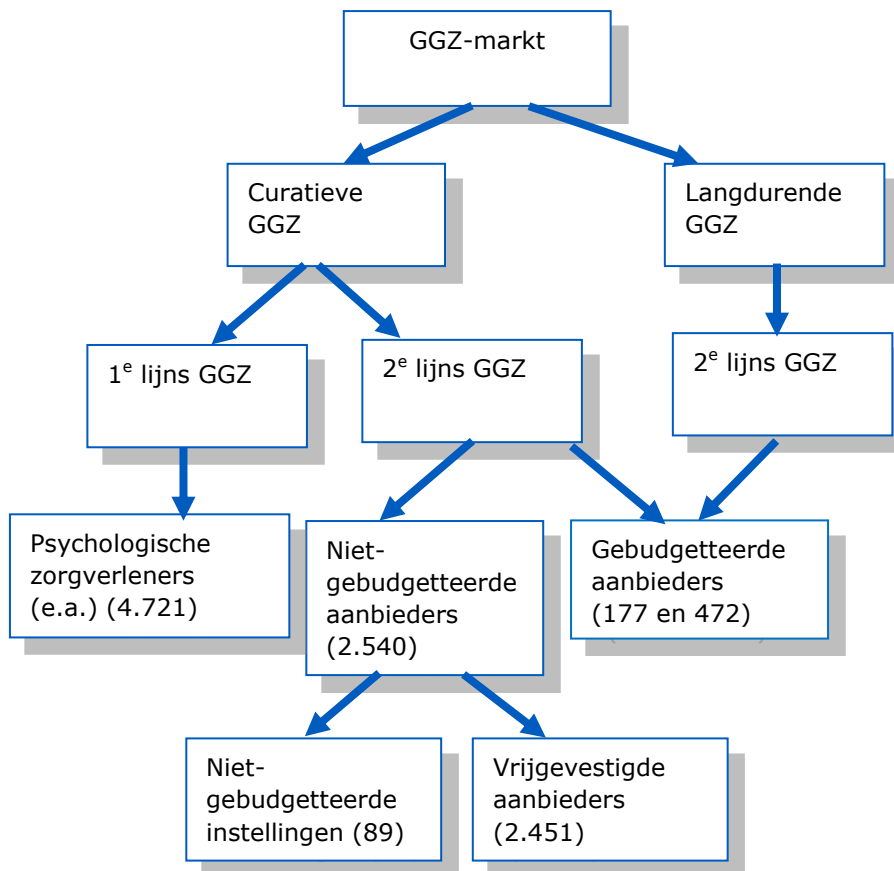 GGZ-markt
Curatieve
GGZ
Langdurende
GGZ
1e lijns GGZ
2e lijns GGZ
2e lijns GGZ
Psychologische
zorgverleners
(e.a.) (4.721)
Niet-
gebudgetteerde
aanbieders
(2.540)
Gebudgetteerde
aanbieders
(177 en 472)
Niet-
gebudgetteerde
instellingen (89)
Vrijgevestigde
aanbieders
(2.451)